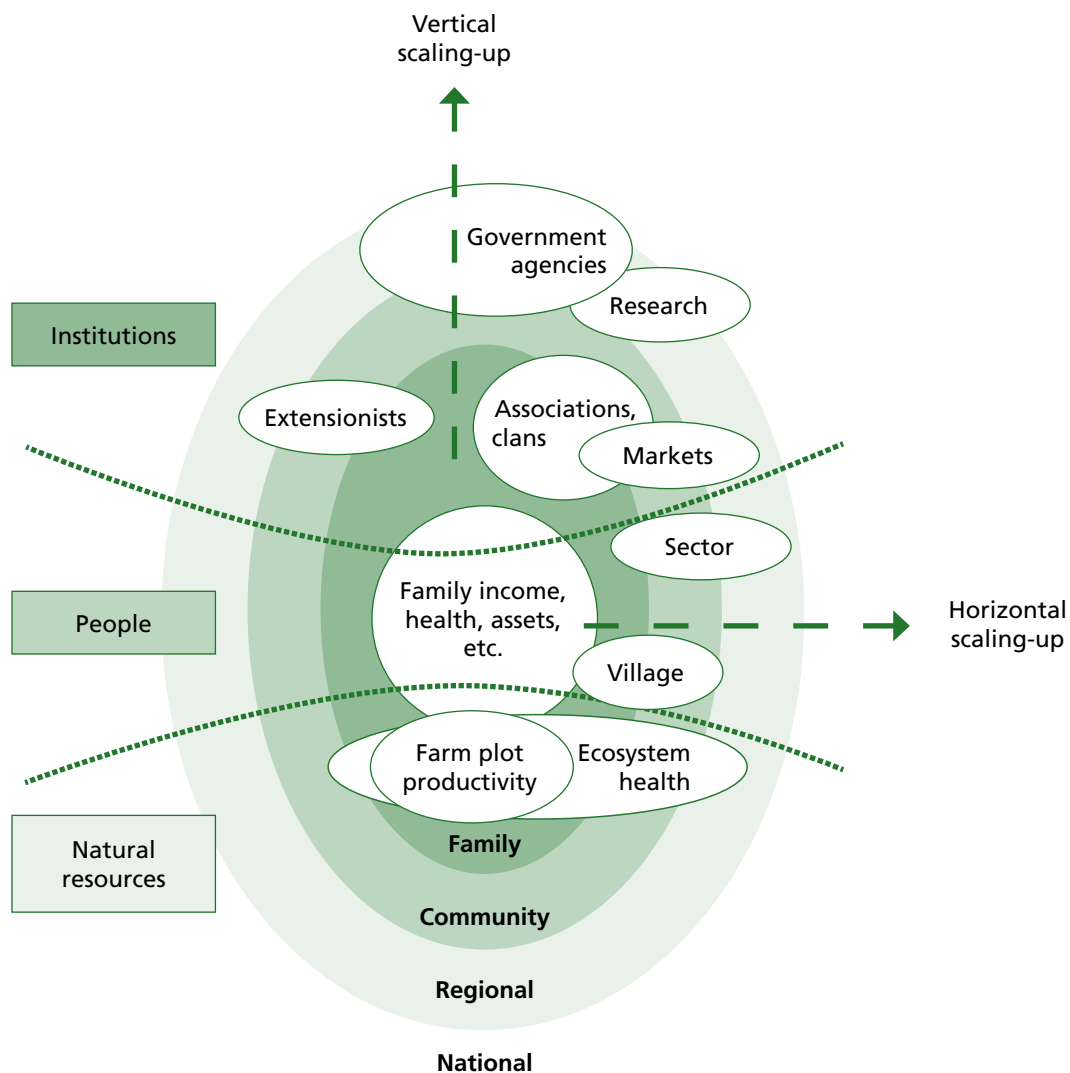 Vertical
scaling-up
Government
agencies
Research
Institutions
Extensionists
Associations,
clans
Markets
Sector
People
Family income,
health, assets,
etc.
Horizontal
scaling-up
Village
Farm plot
productivity
Ecosystem
health
Family
Natural
resources
Community
Regional
National